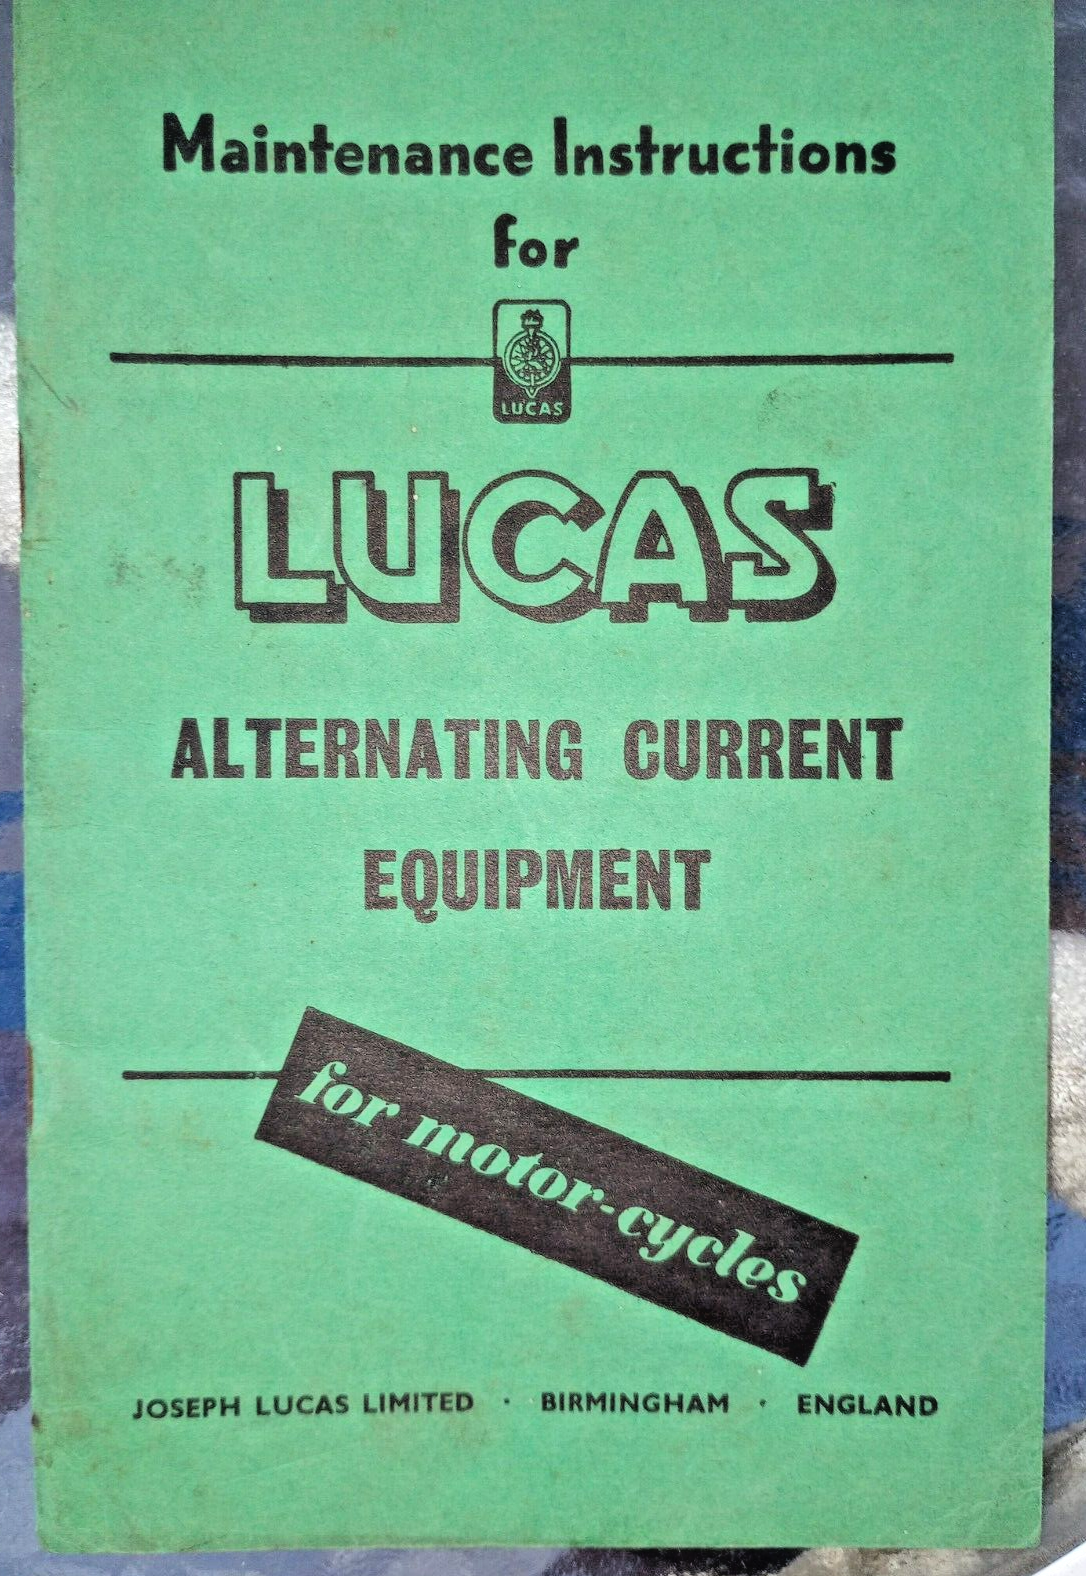 Maintenance Instructions
for
LUCAS
LUCAS
ALTERNATING CURRENT
EQUIPMENT
for motor-cycles
JOSEPH LUCAS LIMITED · BIRMINGHAM · ENGLAND